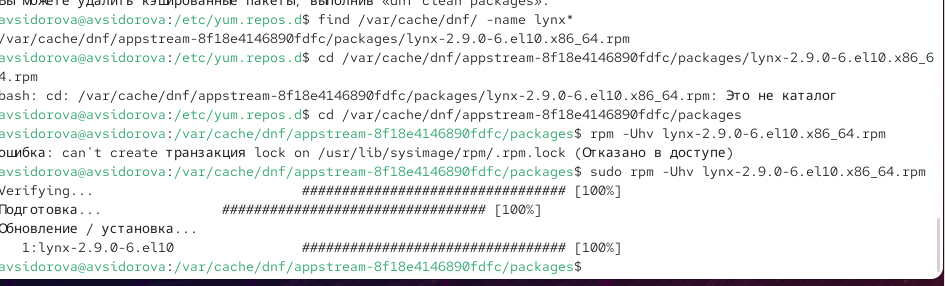 Вы можете удалить кэшированные пакеты, выполнив «dnf clean packages».
avsidorova@avsidorova:/etc/yum.repos.d$ find /var/cache/dnf/ -name lynx*
/var/cache/dnf/appstream-8f18e4146890fdfc/packages/lynx-2.9.0-6.el10.x86_64.rpm
avsidorova@avsidorova:/etc/yum.repos.d$ cd /var/cache/dnf/appstream-8f18e4146890fdfc/packages/lynx-2.9.0-6.el10.x86_6
4.rpm
bash: cd: /var/cache/dnf/appstream-8f18e4146890fdfc/packages/lynx-2.9.0-6.el10.x86_64.rpm: Это не каталог
avsidorova@avsidorova:/etc/yum.repos.d$ cd /var/cache/dnf/appstream-8f18e4146890fdfc/packages
avsidorova@avsidorova:/var/cache/dnf/appstream-8f18e4146890fdfc/packages$ rpm -Uhv lynx-2.9.0-6.el10.x86_64.rpm
ошибка: can't create транзакция lock on /usr/lib/sysimage/rpm/.rpm.lock (Отказано в доступе)
avsidorova@avsidorova:/var/cache/dnf/appstream-8f18e4146890fdfc/packages$ sudo rpm -Uhv lynx-2.9.0-6.el10.x86_64.rpm
Verifying... ################################# [100%]
Подготовка... ################################# [100%]
Обновление / установка...
1:lynx-2.9.0-6.el10 ################################# [100%]
avsidorova@avsidorova:/var/cache/dnf/appstream-8f18e4146890fdfc/packages$